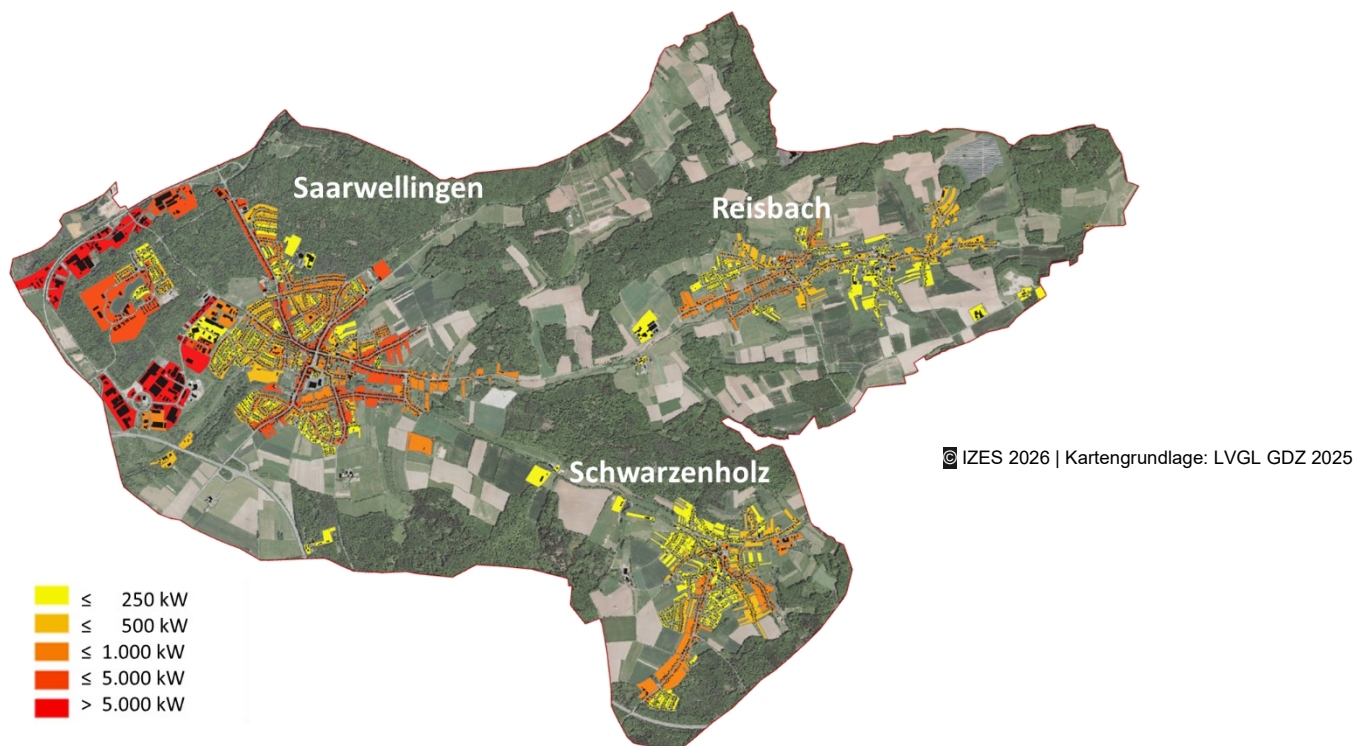 Saarwellingen
Reisbach
© IZES 2026 | Kartengrundlage: LVGL GDZ 2025
Schwarzenholz
≤ 250 kW
≤ 500 kW
≤ 1.000 kW
≤ 5.000 kW
> 5.000 kW